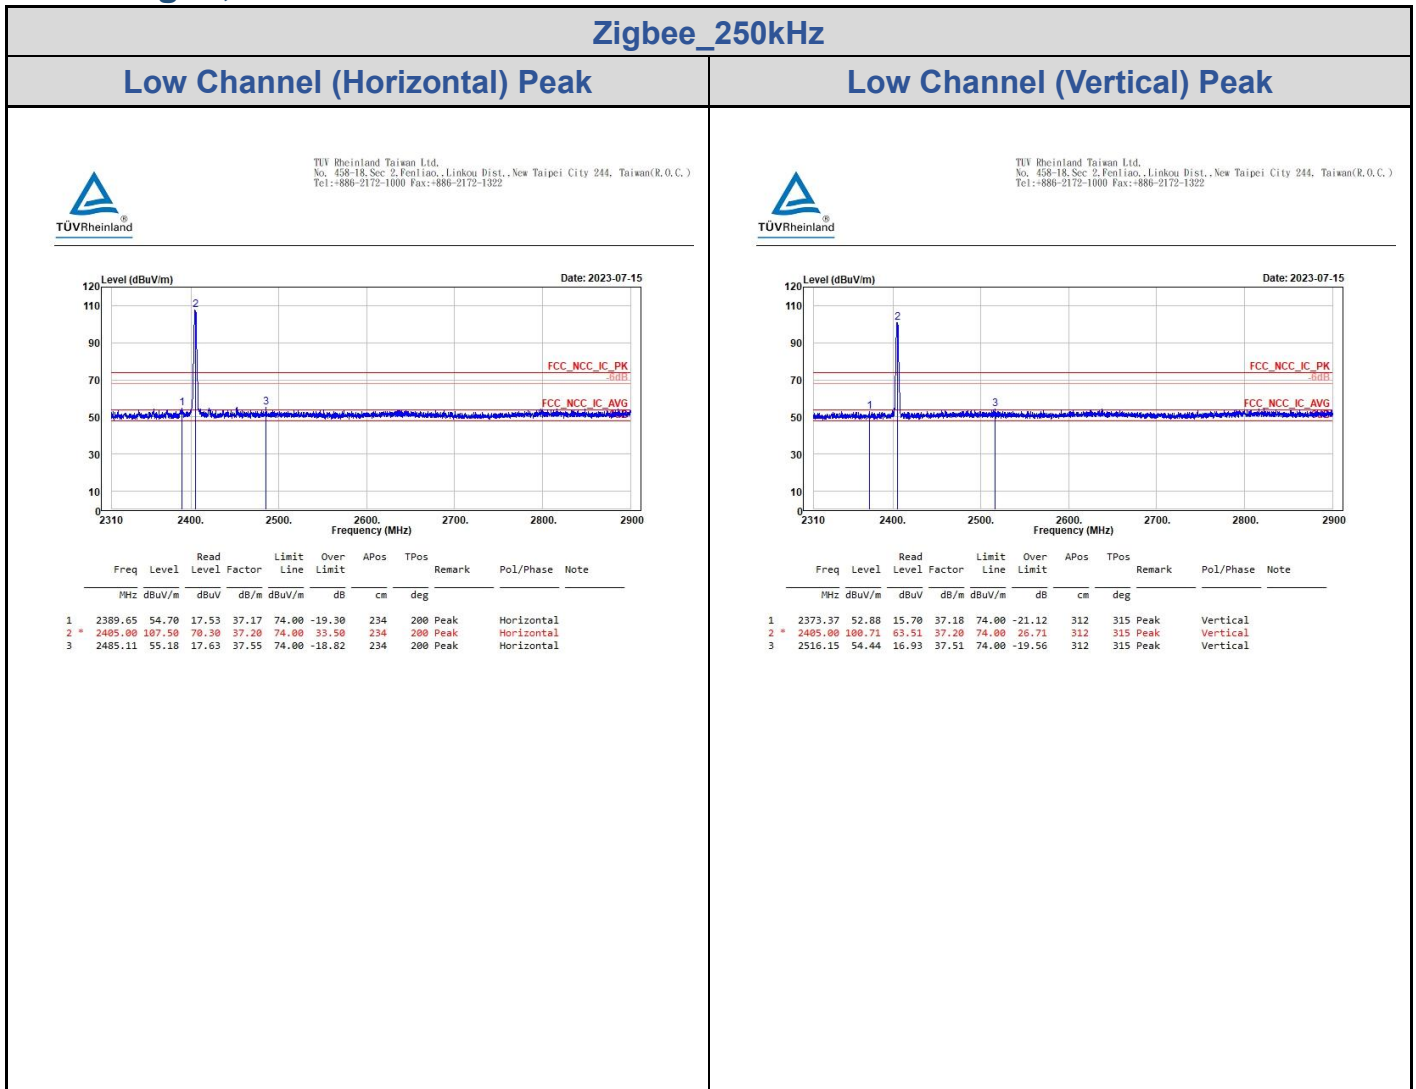 Zigbee_250kHz
Low Channel (Horizontal) Peak
TUV Rheinland Taiwan Ltd.
No. 458-18.Sec 2.Fenliao..Linkou Dist..New Taipei City 244. Taiwan(R.O.C.)
Tel:+886-2172-1000 Fax:+886-2172-1322
®
TÜVRheinland
Level (dBuV/m) Date: 2023-07-15
120
110
90
70
50
30
10
0
2
1
3
FCC_NCC_IC_PK
-6dB
FCC_NCC_IC_AVG
2310 2400. 2500. 2600. 2700. 2800. 2900
Frequency (MHz)
Read Limit Over APos TPos
Freq Level Level Factor Line Limit Remark Pol/Phase Note
MHz dBuV/m dBuV dB/m dBuV/m dB cm deg
1 2389.65 54.70 17.53 37.17 74.00 -19.30 234 200 Peak Horizontal
2 * 2405.00 107.50 70.30 37.20 74.00 33.50 234 200 Peak Horizontal
3 2485.11 55.18 17.63 37.55 74.00 -18.82 234 200 Peak Horizontal
Low Channel (Vertical) Peak
TUV Rheinland Taiwan Ltd.
No. 458-18.Sec 2.Fenliao..Linkou Dist..New Taipei City 244. Taiwan(R.O.C.)
Tel:+886-2172-1000 Fax:+886-2172-1322
®
TÜVRheinland
Level (dBuV/m) Date: 2023-07-15
120
110
90
70
50
30
10
0
2
1
3
FCC_NCC_IC_PK
-6dB
FCC_NCC_IC_AVG
2310 2400. 2500. 2600. 2700. 2800. 2900
Frequency (MHz)
Read Limit Over APos TPos
Freq Level Level Factor Line Limit Remark Pol/Phase Note
MHz dBuV/m dBuV dB/m dBuV/m dB cm deg
1 2373.37 52.88 15.70 37.18 74.00 -21.12 312 315 Peak Vertical
2 * 2405.00 100.71 63.51 37.20 74.00 26.71 312 315 Peak Vertical
3 2516.15 54.44 16.93 37.51 74.00 -19.56 312 315 Peak Vertical